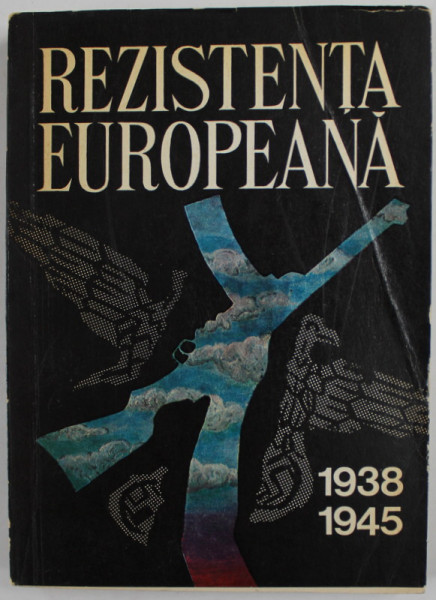 REZISTENȚA
EUROPEANĂ
1938
1945